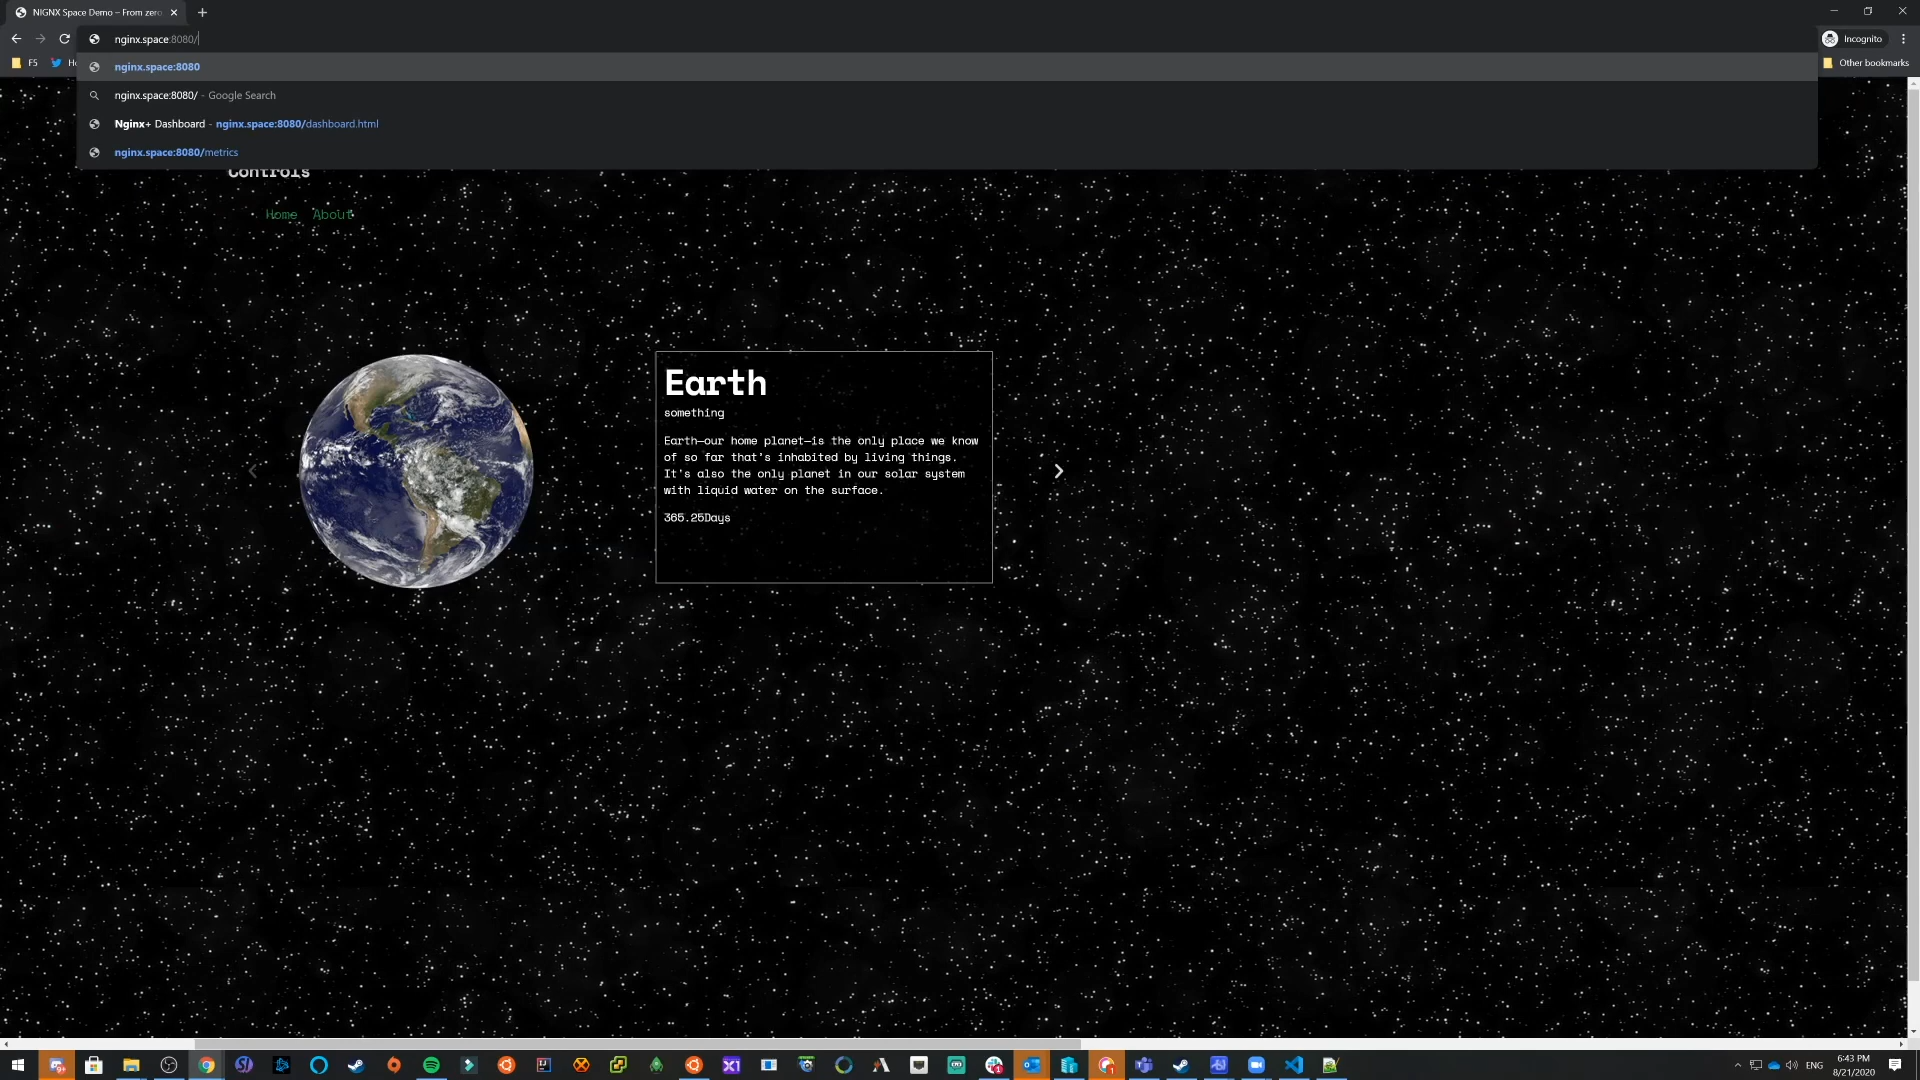 NIGNX Space Demo – From zero
nginx.space:8080/
Incognito
F5
nginx.space:8080
Other bookmarks
nginx.space:8080/ - Google Search
Nginx+ Dashboard - nginx.space:8080/dashboard.html
nginx.space:8080/metrics
Controls
Home About
Earth
something
Earth—our home planet—is the only place we know
of so far that's inhabited by living things.
It's also the only planet in our solar system
with liquid water on the surface.
365.25Days
ENG
6:43 PM
8/21/2020